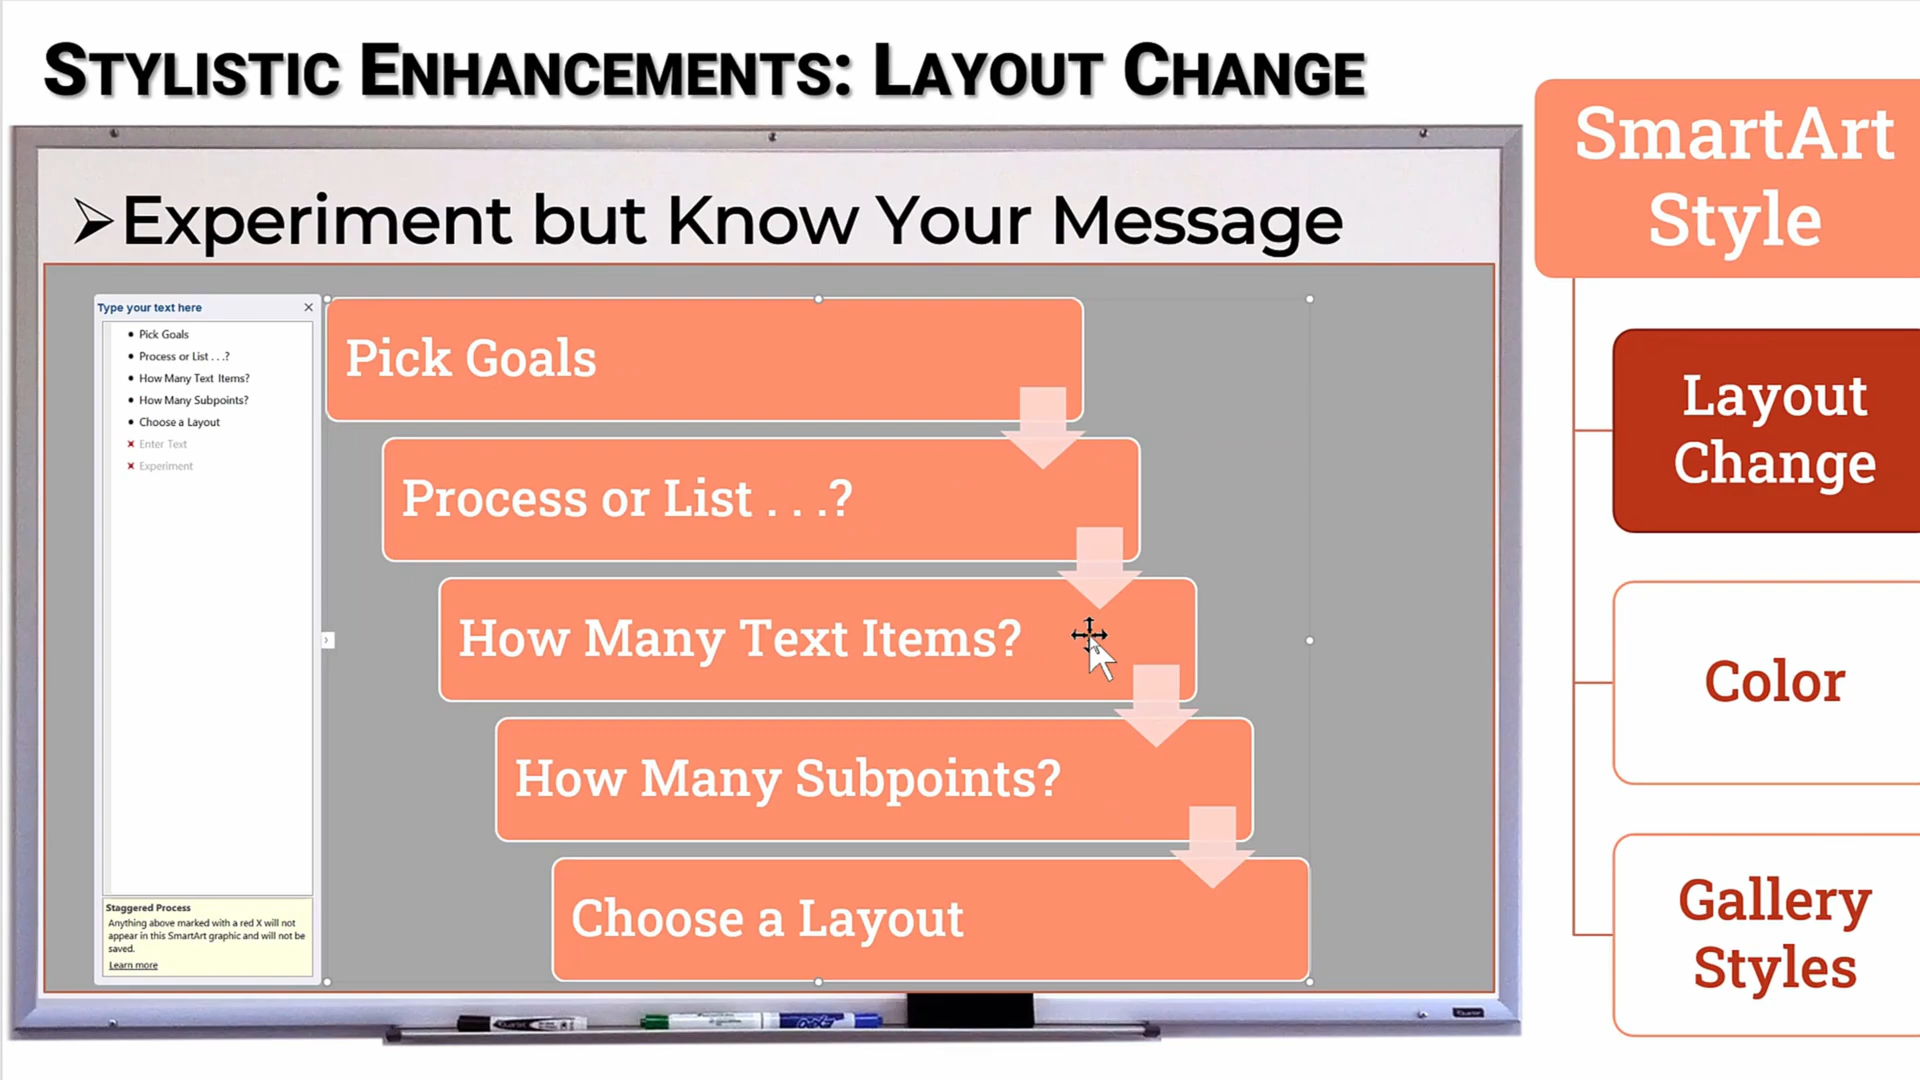 STYLISTIC ENHANCEMENTS: LAYOUT CHANGE
➢Experiment but Know Your Message
Type your text here
• Pick Goals
• Process or List . . .?
• How Many Text Items?
• How Many Subpoints?
• Choose a Layout
× Enter Text
× Experiment
Staggered Process
Anything above marked with a red X will not
appear in this SmartArt graphic and will not be
saved.
Learn more
Pick Goals
Process or List . . .?
How Many Text Items?
How Many Subpoints?
Choose a Layout
SmartArt
Style
Layout
Change
Color
Gallery
Styles